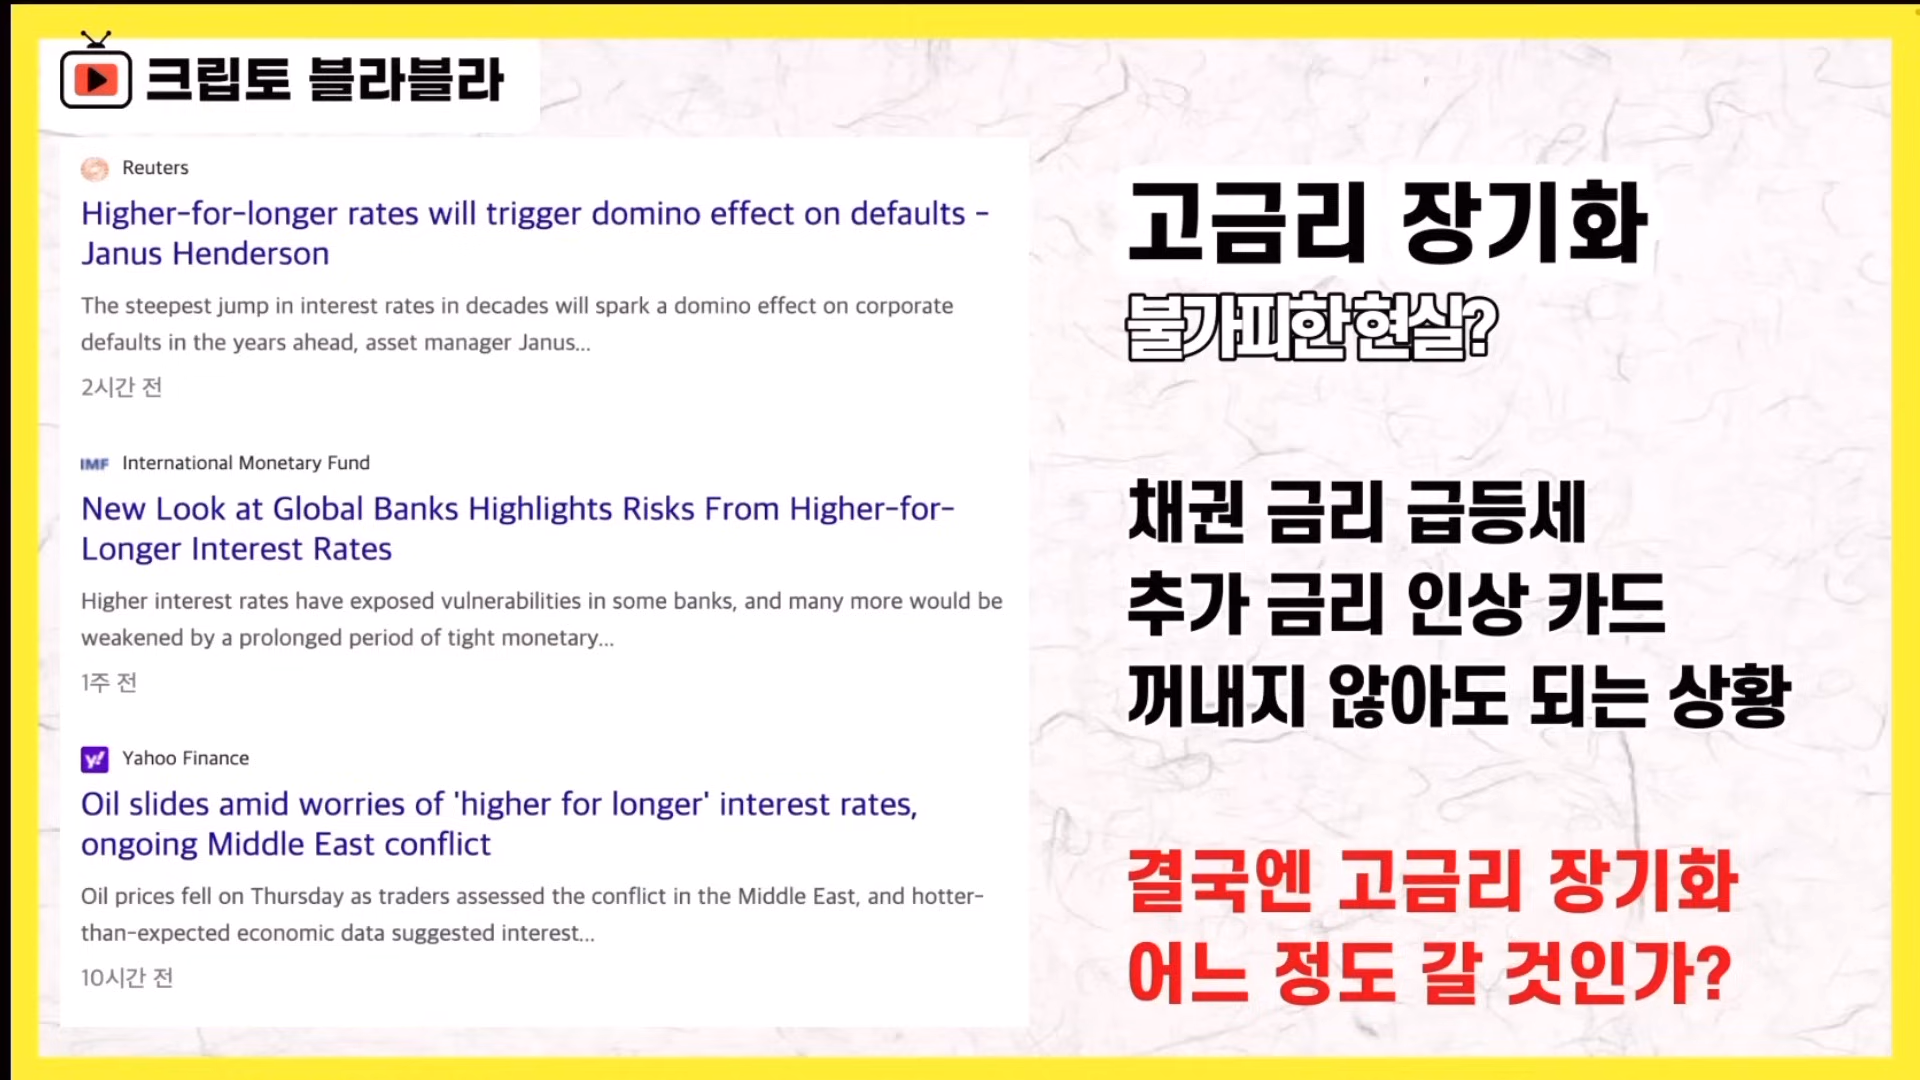 크립토 블라블라
Reuters
Higher-for-longer rates will trigger domino effect on defaults -
Janus Henderson
The steepest jump in interest rates in decades will spark a domino effect on corporate
defaults in the years ahead, asset manager Janus...
2시간 전
IMF International Monetary Fund
New Look at Global Banks Highlights Risks From Higher-for-
Longer Interest Rates
Higher interest rates have exposed vulnerabilities in some banks, and many more would be
weakened by a prolonged period of tight monetary...
1주 전
y! Yahoo Finance
Oil slides amid worries of 'higher for longer' interest rates,
ongoing Middle East conflict
Oil prices fell on Thursday as traders assessed the conflict in the Middle East, and hotter-
than-expected economic data suggested interest...
10시간 전
고금리 장기화
불가피한 현실?
채권 금리 급등세
추가 금리 인상 카드
꺼내지 않아도 되는 상황
결국엔 고금리 장기화
어느 정도 갈 것인가?